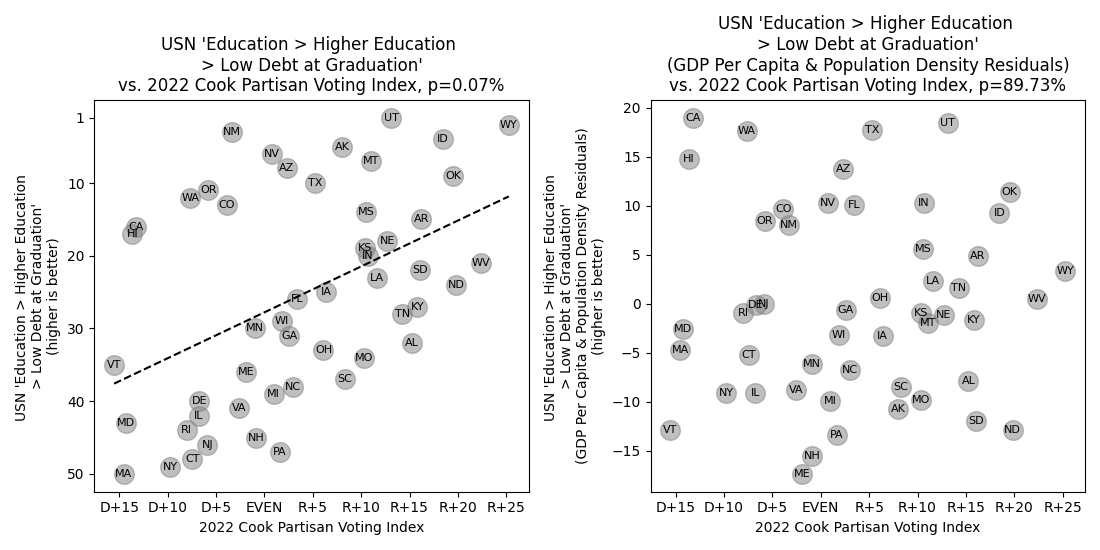 USN 'Education > Higher Education
> Low Debt at Graduation'
vs. 2022 Cook Partisan Voting Index, p=0.07%
USN 'Education > Higher Education
> Low Debt at Graduation'
(higher is better)
1
10
20
30
40
50
UT
WY
NM
ID
AK
NV
MT
AZ
OK
TX
OR
WA
CO
MS
AR
CA
HI
NE
KS
IN
WV
SD
LA
ND
IA
FL
KY
TN
WI
MN
GA
AL
OH
MO
VT
ME
SC
NC
MI
DE
VA
IL
MD
RI
NH
NJ
PA
CT
NY
MA
D+15
D+10
D+5
EVEN
R+5
R+10
R+15
R+20
R+25
2022 Cook Partisan Voting Index
USN 'Education > Higher Education
> Low Debt at Graduation'
(GDP Per Capita & Population Density Residuals)
vs. 2022 Cook Partisan Voting Index, p=89.73%
USN 'Education > Higher Education
> Low Debt at Graduation'
(GDP Per Capita & Population Density Residuals)
(higher is better)
20
15
10
5
0
−5
−10
−15
CA
UT
WA
TX
HI
AZ
OK
NV
FL
IN
CO
ID
OR
NM
MS
AR
WY
LA
NJ
TN
OH
WV
DE
RI
GA
KS
NE
KY
MT
MD
WI
IA
MA
CT
MN
NC
AL
SC
VA
NY
IL
MI
MO
AK
SD
VT
ND
PA
NH
ME
D+15
D+10
D+5
EVEN
R+5
R+10
R+15
R+20
R+25
2022 Cook Partisan Voting Index